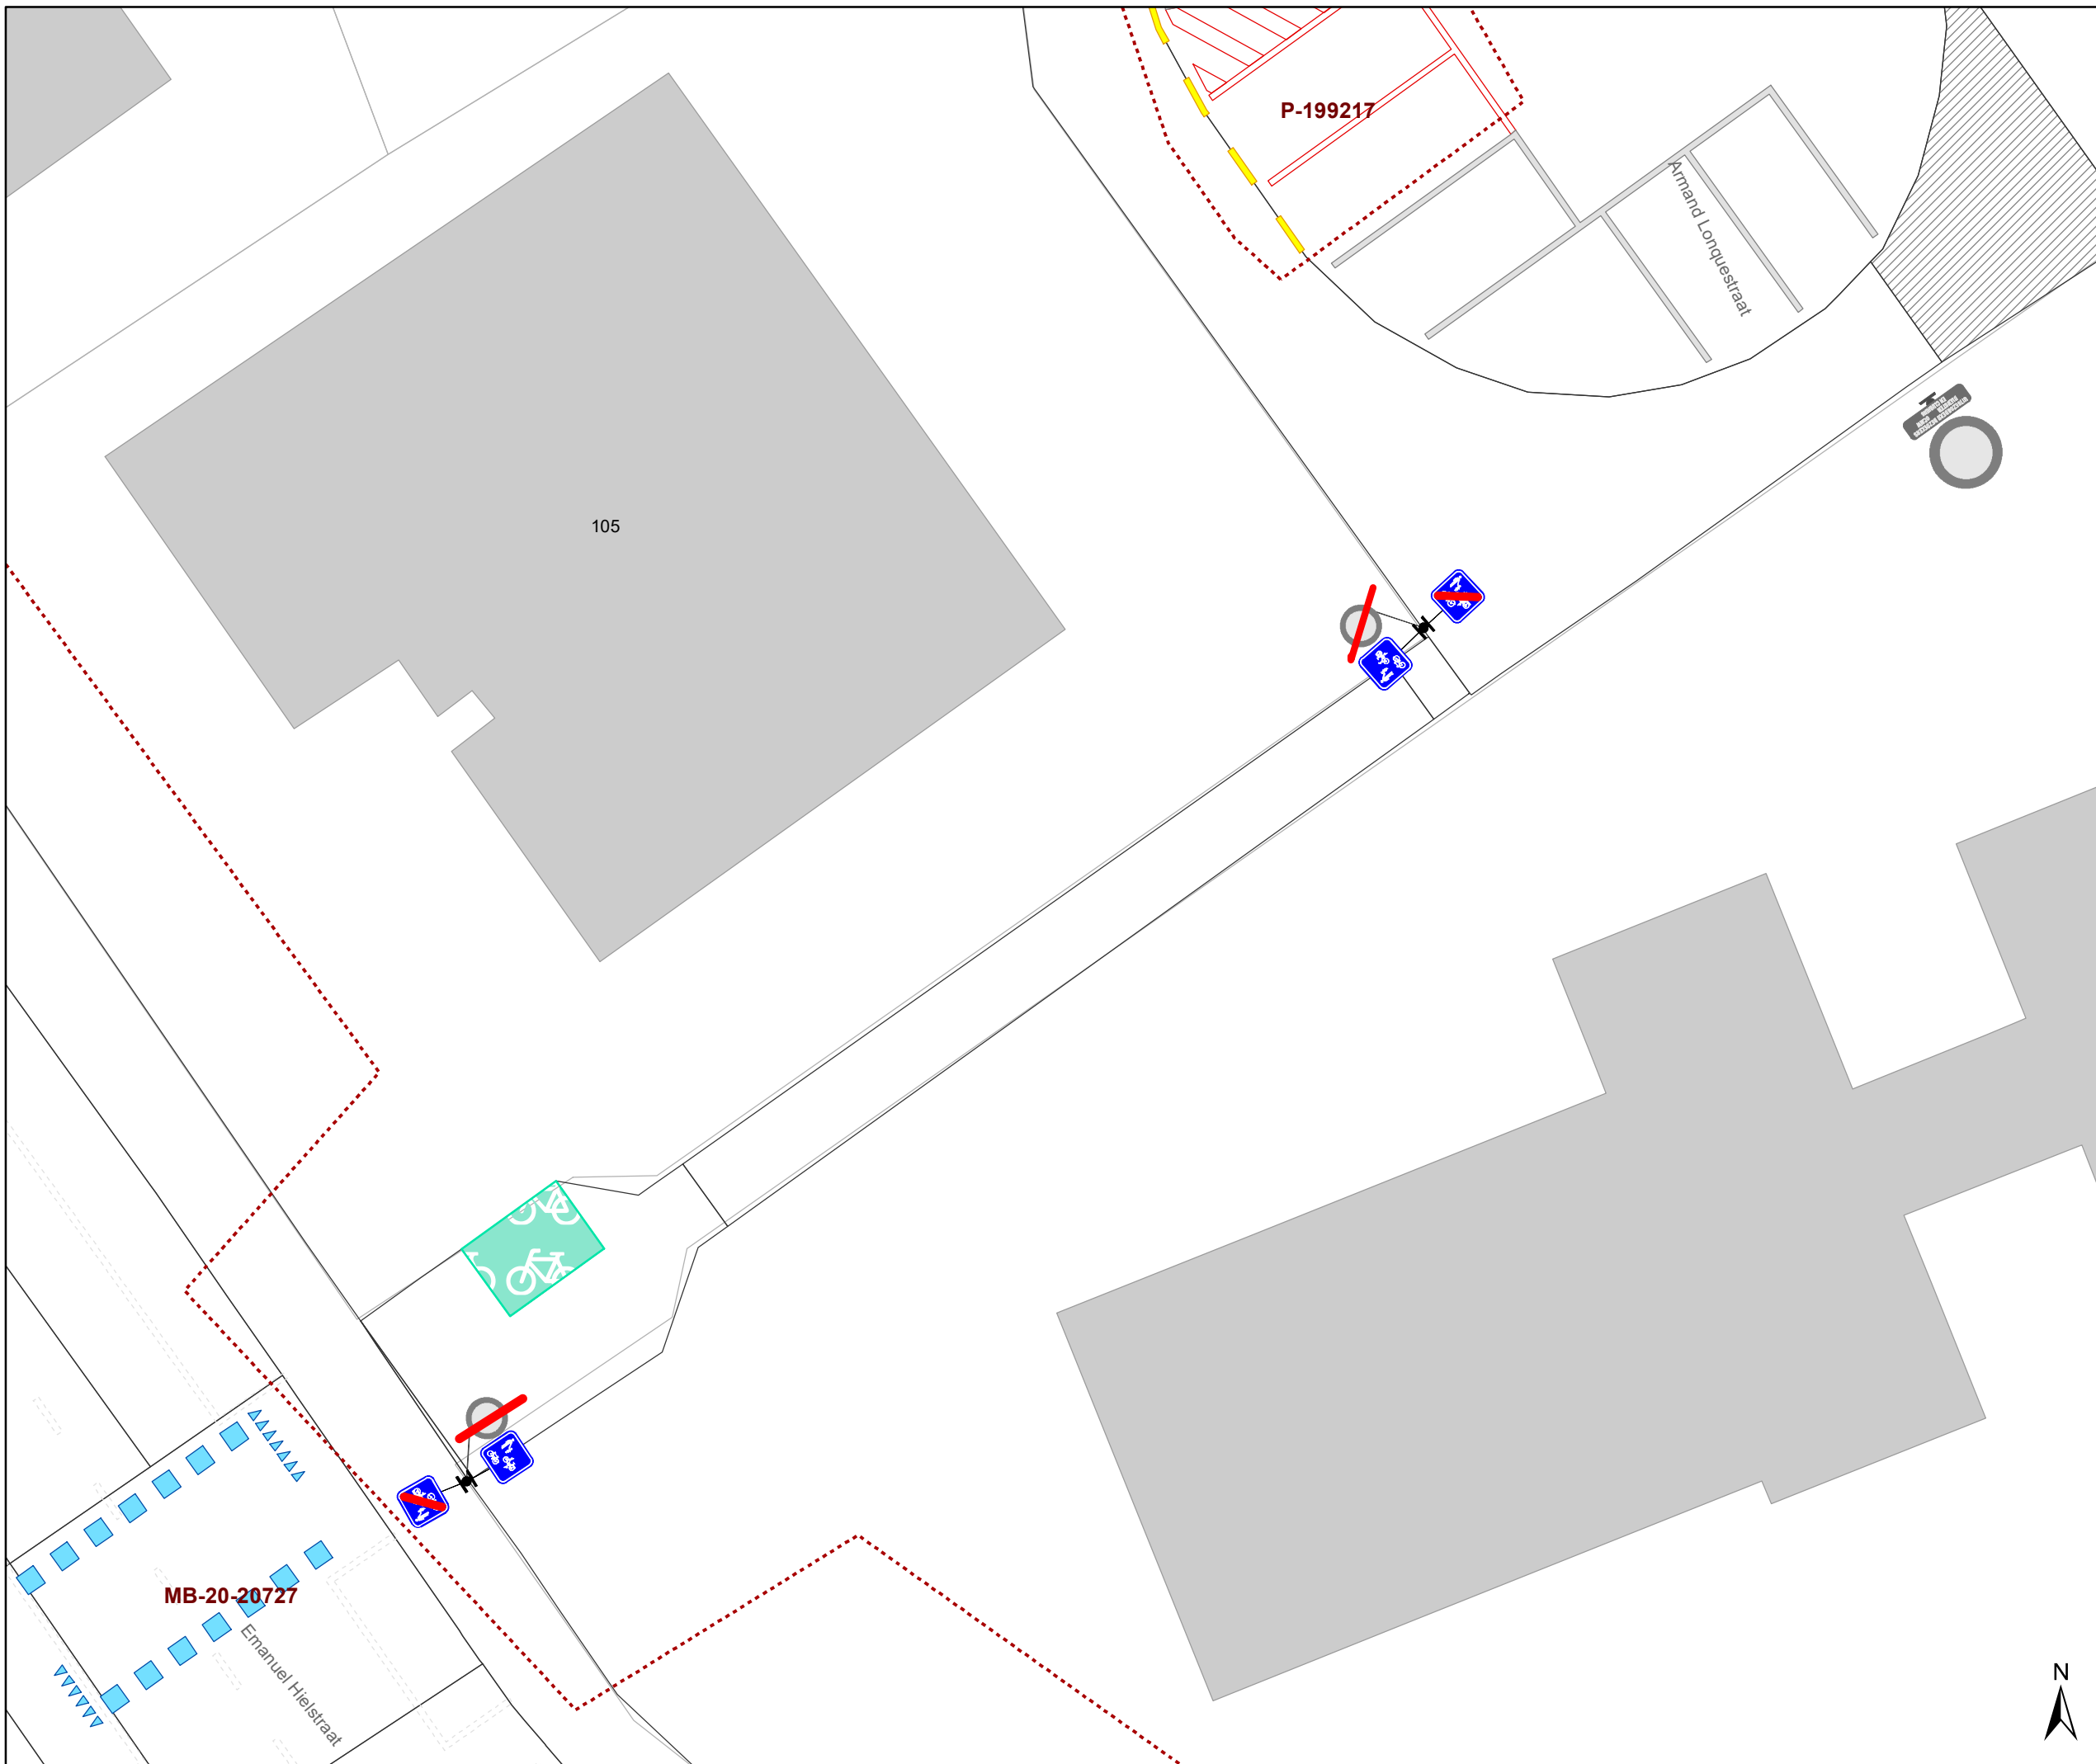 P-199217
Armand Lonquestraat
105
MB-20-20727
Emanuel Hielstraat
N